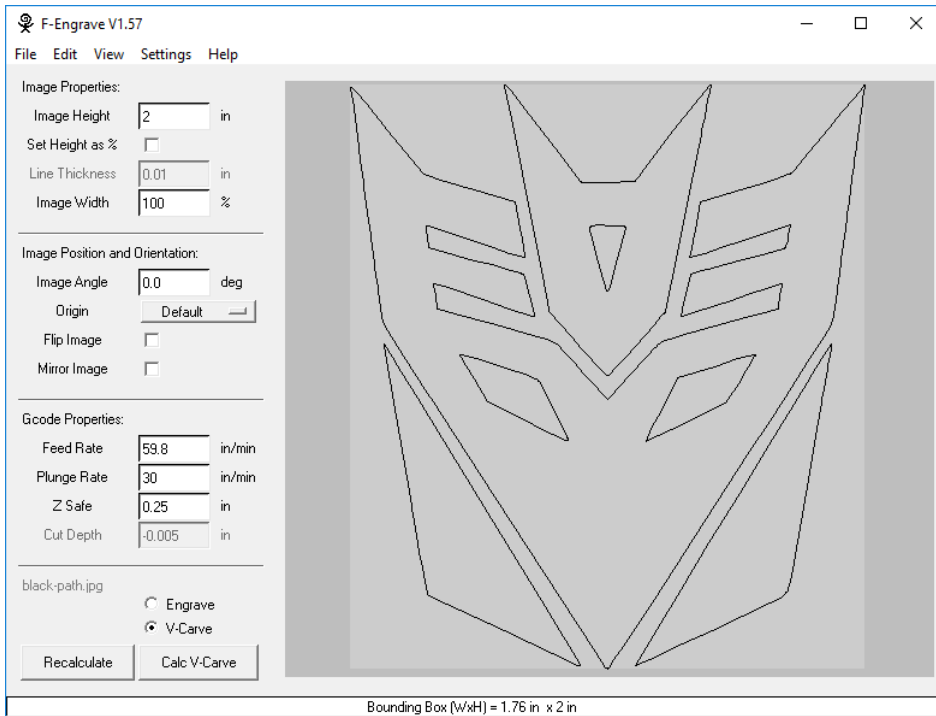 F-Engrave V1.57
File Edit View Settings Help
Image Properties:
Image Height 2 in
Set Height as %
Line Thickness 0.01 in
Image Width 100 %
Image Position and Orientation:
Image Angle 0.0 deg
Origin Default
Flip Image
Mirror Image
Gcode Properties:
Feed Rate 59.8 in/min
Plunge Rate 30 in/min
Z Safe 0.25 in
Cut Depth -0.005 in
black-path.jpg
Engrave
V-Carve
Recalculate Calc V-Carve
Bounding Box (WxH) = 1.76 in x 2 in